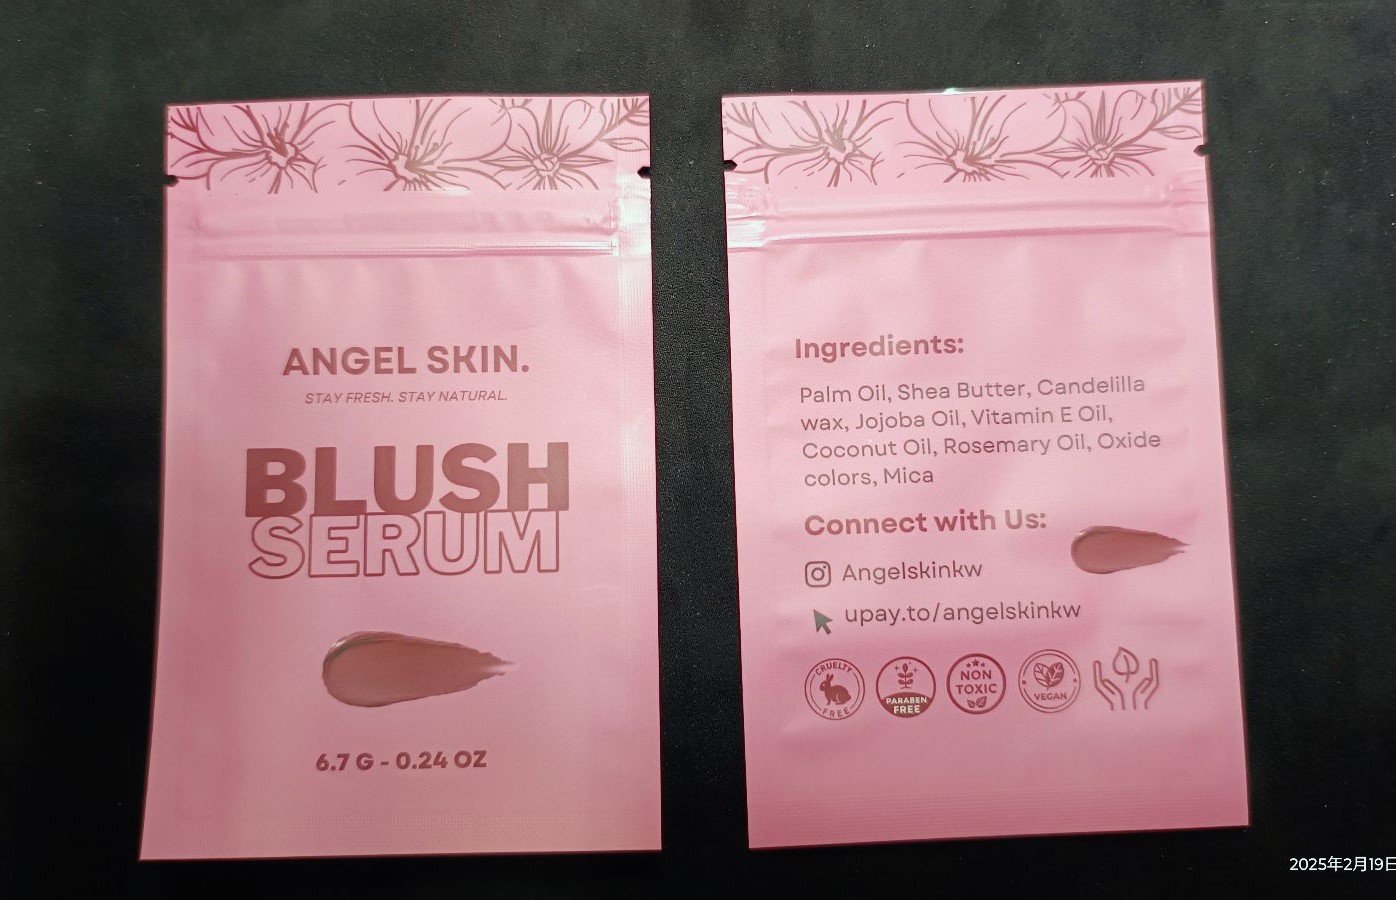 ANGEL SKIN.
STAY FRESH. STAY NATURAL.
BLUSH
SERUM
6.7 G - 0.24 OZ
Ingredients:
Palm Oil, Shea Butter, Candelilla
wax, Jojoba Oil, Vitamin E Oil,
Coconut Oil, Rosemary Oil, Oxide
colors, Mica
Connect with Us:
Angelskinkw
upay.to/angelskinkw
CRUELTY
FREE
PARABEN
FREE
NON
TOXIC
VEGAN
2025年2月19日